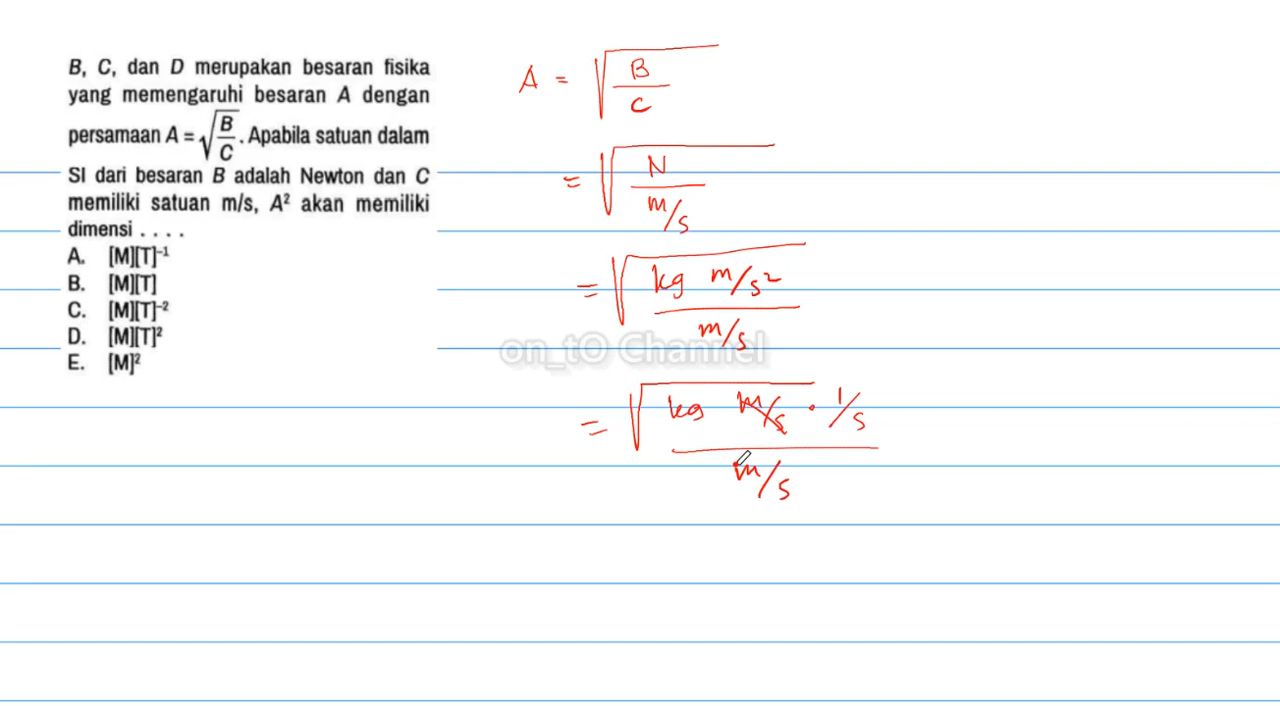 B, C, dan D merupakan besaran fisika
yang memengaruhi besaran A dengan
persamaan A = √(B/C). Apabila satuan dalam
SI dari besaran B adalah Newton dan C
memiliki satuan m/s, A² akan memiliki
dimensi . . . .
A. [M][T]⁻¹
B. [M][T]
C. [M][T]⁻²
D. [M][T]²
E. [M]²
A = √(B/C)
= √(N / m/s)
= √(kg m/s² / m/s)
on_tO Channel
= √(kg m/s · 1/s / m/s)